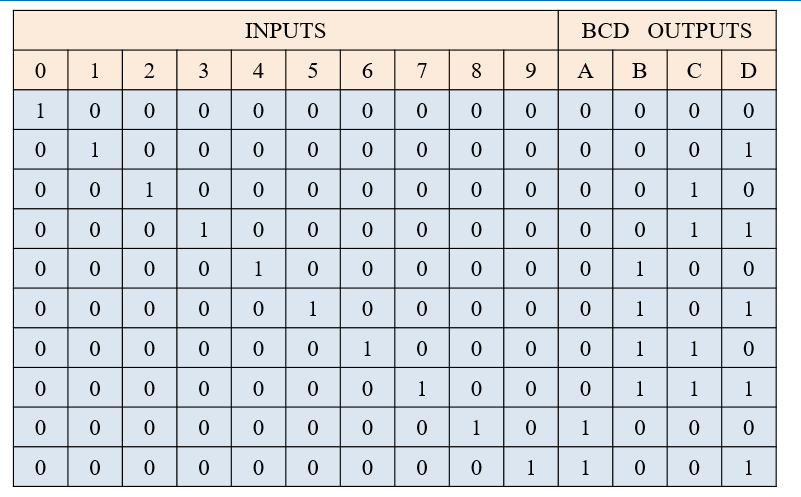 INPUTS BCD OUTPUTS
0 1 2 3 4 5 6 7 8 9 A B C D
1 0 0 0 0 0 0 0 0 0 0 0 0 0
0 1 0 0 0 0 0 0 0 0 0 0 0 1
0 0 1 0 0 0 0 0 0 0 0 0 1 0
0 0 0 1 0 0 0 0 0 0 0 0 1 1
0 0 0 0 1 0 0 0 0 0 0 1 0 0
0 0 0 0 0 1 0 0 0 0 0 1 0 1
0 0 0 0 0 0 1 0 0 0 0 1 1 0
0 0 0 0 0 0 0 1 0 0 0 1 1 1
0 0 0 0 0 0 0 0 1 0 1 0 0 0
0 0 0 0 0 0 0 0 0 1 1 0 0 1